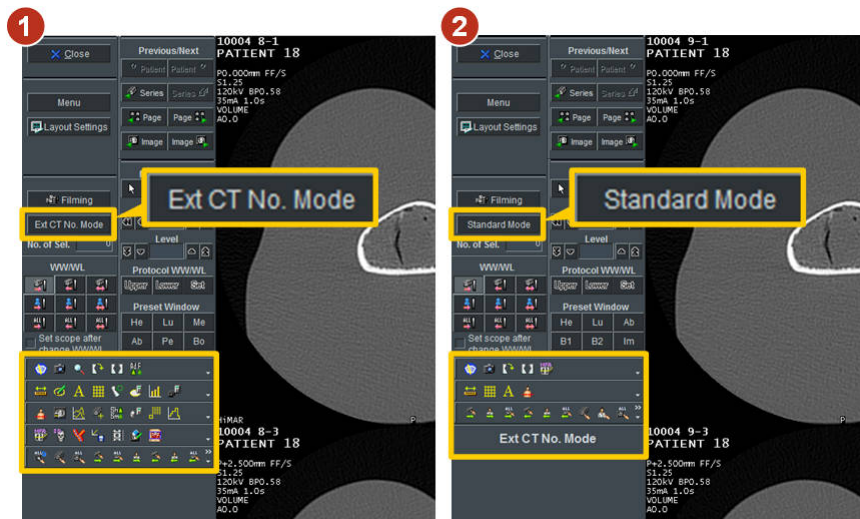 1
Close
Menu
Layout Settings
Filming
Ext CT No. Mode
No. of Sel. 0
WW/WL
Set scope after
change WW/WL
Previous/Next
Patient Patient
Series Series
Page Page
Image Image
Ext CT No. Mode
Level
Protocol WW/WL
Upper Lower Set
Preset Window
He Lu Me
Ab Pe Bo
10004 8-1
PATIENT 18
P0.000mm FF/S
S1.25
120kV BP0.58
35mA 1.0s
VOLUME
A0.0
HiMAR
10004 8-3
PATIENT 18
P+2.500mm FF/S
S1.25
120kV BP0.58
35mA 1.0s
VOLUME
A0.0
P
2
Close
Menu
Layout Settings
Filming
Standard Mode
No. of Sel. 0
WW/WL
Set scope after
change WW/WL
Ext CT No. Mode
Previous/Next
Patient Patient
Series Series
Page Page
Image Image
Standard Mode
Level
Protocol WW/WL
Upper Lower Set
Preset Window
He Lu Ab
B1 B2 Im
10004 9-1
PATIENT 18
P0.000mm FF/S
S1.25
120kV BP0.58
35mA 1.0s
VOLUME
A0.0
10004 9-3
PATIENT 18
P+2.500mm FF/S
S1.25
120kV BP0.58
35mA 1.0s
VOLUME
A0.0
P